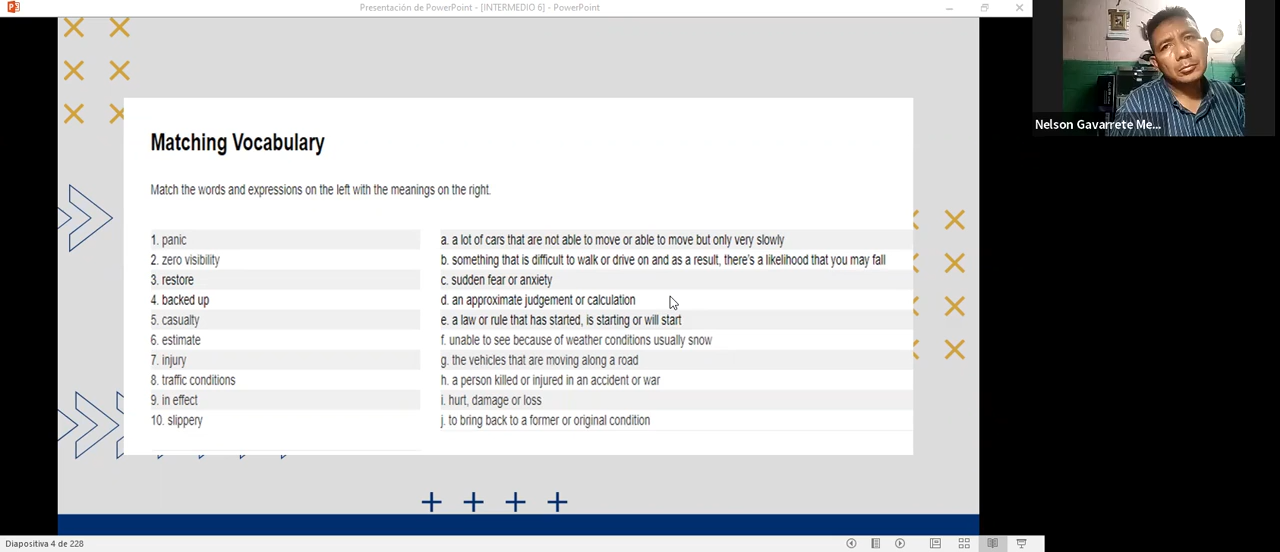 Presentación de PowerPoint - [INTERMEDIO 6] - PowerPoint
Nelson Gavarrete Me...
Matching Vocabulary
Match the words and expressions on the left with the meanings on the right.
1. panic
2. zero visibility
3. restore
4. backed up
5. casualty
6. estimate
7. injury
8. traffic conditions
9. in effect
10. slippery
a. a lot of cars that are not able to move or able to move but only very slowly
b. something that is difficult to walk or drive on and as a result, there's a likelihood that you may fall
c. sudden fear or anxiety
d. an approximate judgement or calculation
e. a law or rule that has started, is starting or will start
f. unable to see because of weather conditions usually snow
g. the vehicles that are moving along a road
h. a person killed or injured in an accident or war
i. hurt, damage or loss
j. to bring back to a former or original condition
Diapositiva 4 de 228